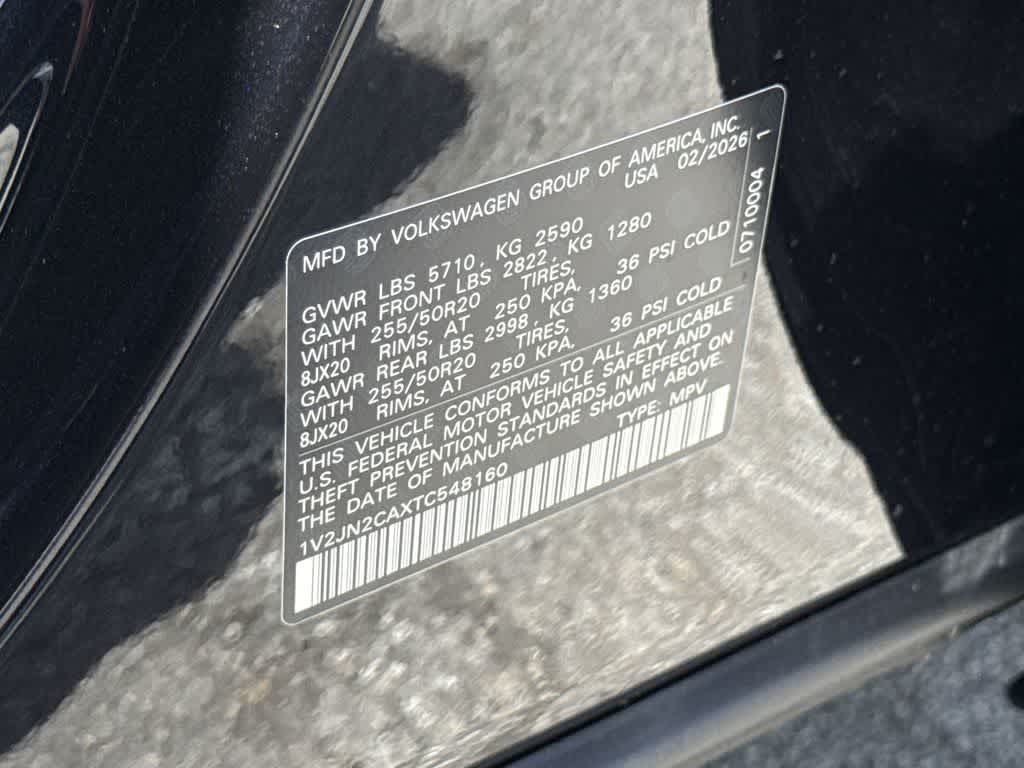 MFD BY VOLKSWAGEN GROUP OF AMERICA, INC.
USA 02/2026
GVWR LBS 5710, KG 2590
GAWR FRONT LBS 2822, KG 1280
WITH 255/50R20 TIRES,
8JX20 RIMS, AT 250 KPA, 36 PSI COLD
GAWR REAR LBS 2998, KG 1360
WITH 255/50R20 TIRES,
8JX20 RIMS, AT 250 KPA, 36 PSI COLD
THIS VEHICLE CONFORMS TO ALL APPLICABLE
U.S. FEDERAL MOTOR VEHICLE SAFETY AND
THEFT PREVENTION STANDARDS IN EFFECT ON
THE DATE OF MANUFACTURE SHOWN ABOVE.
1V2JN2CAXTC548160 TYPE: MPV
0710004 1